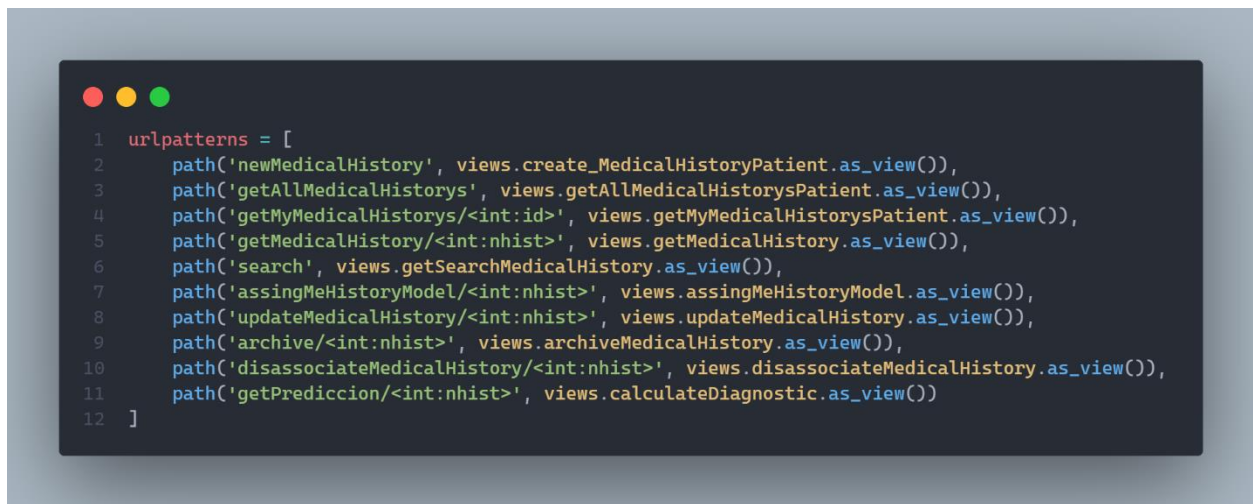 1 urlpatterns = [
2 path('newMedicalHistory', views.create_MedicalHistoryPatient.as_view()),
3 path('getAllMedicalHistorys', views.getAllMedicalHistorysPatient.as_view()),
4 path('getMyMedicalHistorys/<int:id>', views.getMyMedicalHistorysPatient.as_view()),
5 path('getMedicalHistory/<int:nhist>', views.getMedicalHistory.as_view()),
6 path('search', views.getSearchMedicalHistory.as_view()),
7 path('assingMeHistoryModel/<int:nhist>', views.assingMeHistoryModel.as_view()),
8 path('updateMedicalHistory/<int:nhist>', views.updateMedicalHistory.as_view()),
9 path('archive/<int:nhist>', views.archiveMedicalHistory.as_view()),
10 path('disassociateMedicalHistory/<int:nhist>', views.disassociateMedicalHistory.as_view()),
11 path('getPrediccion/<int:nhist>', views.calculateDiagnostic.as_view())
12 ]